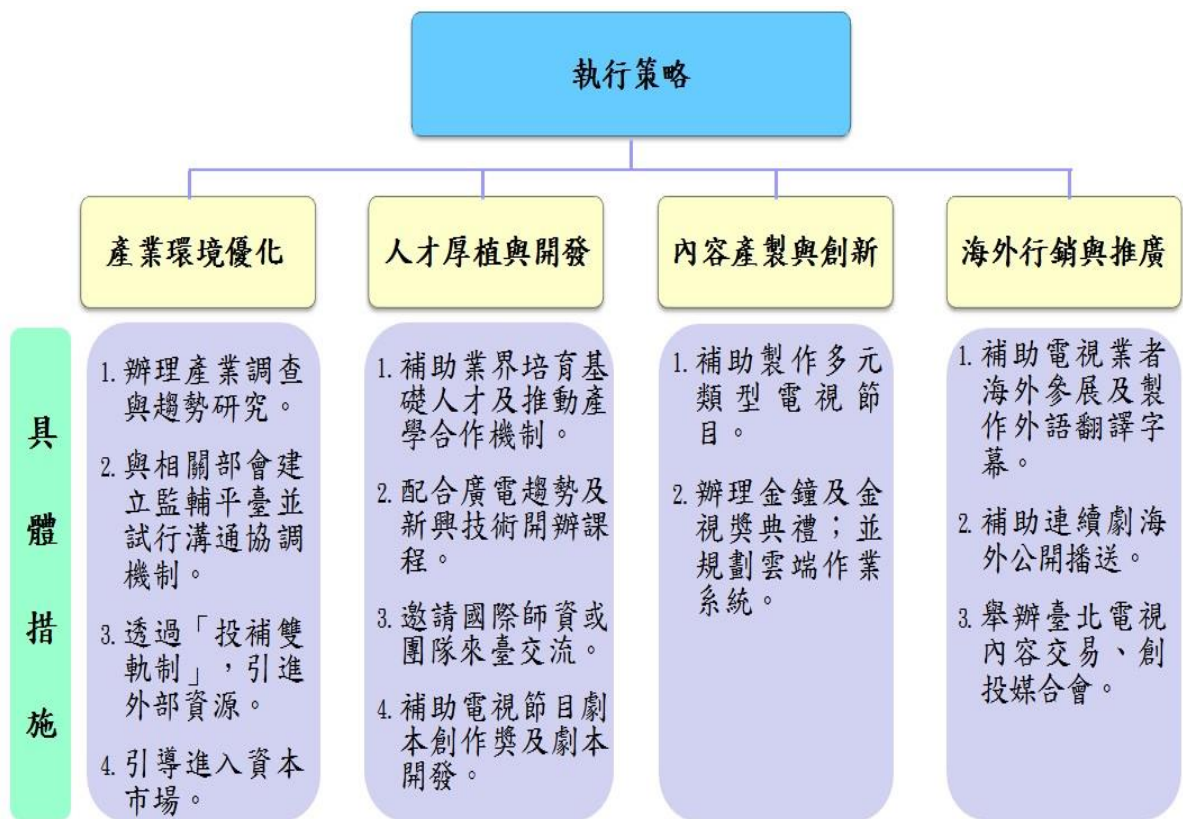 執行策略
產業環境優化
人才厚植與開發
內容產製與創新
海外行銷與推廣
具
體
措
施
1. 辦理產業調查
與趨勢研究。
2. 與相關部會建
立監輔平臺並
試行溝通協調
機制。
3. 透過「投補雙
軌制」，引進
外部資源。
4. 引導進入資本
市場。
1. 補助業界培育基
礎人才及推動產
學合作機制。
2. 配合廣電趨勢及
新興技術開辦課
程。
3. 邀請國際師資或
團隊來臺交流。
4. 補助電視節目劇
本創作獎及劇本
開發。
1. 補助製作多元
類型電視節
目。
2. 辦理金鐘及金
視獎典禮；並
規劃雲端作業
系統。
1. 補助電視業者
海外參展及製
作外語翻譯字
幕。
2. 補助連續劇海
外公開播送。
3. 舉辦臺北電視
內容交易、創
投媒合會。